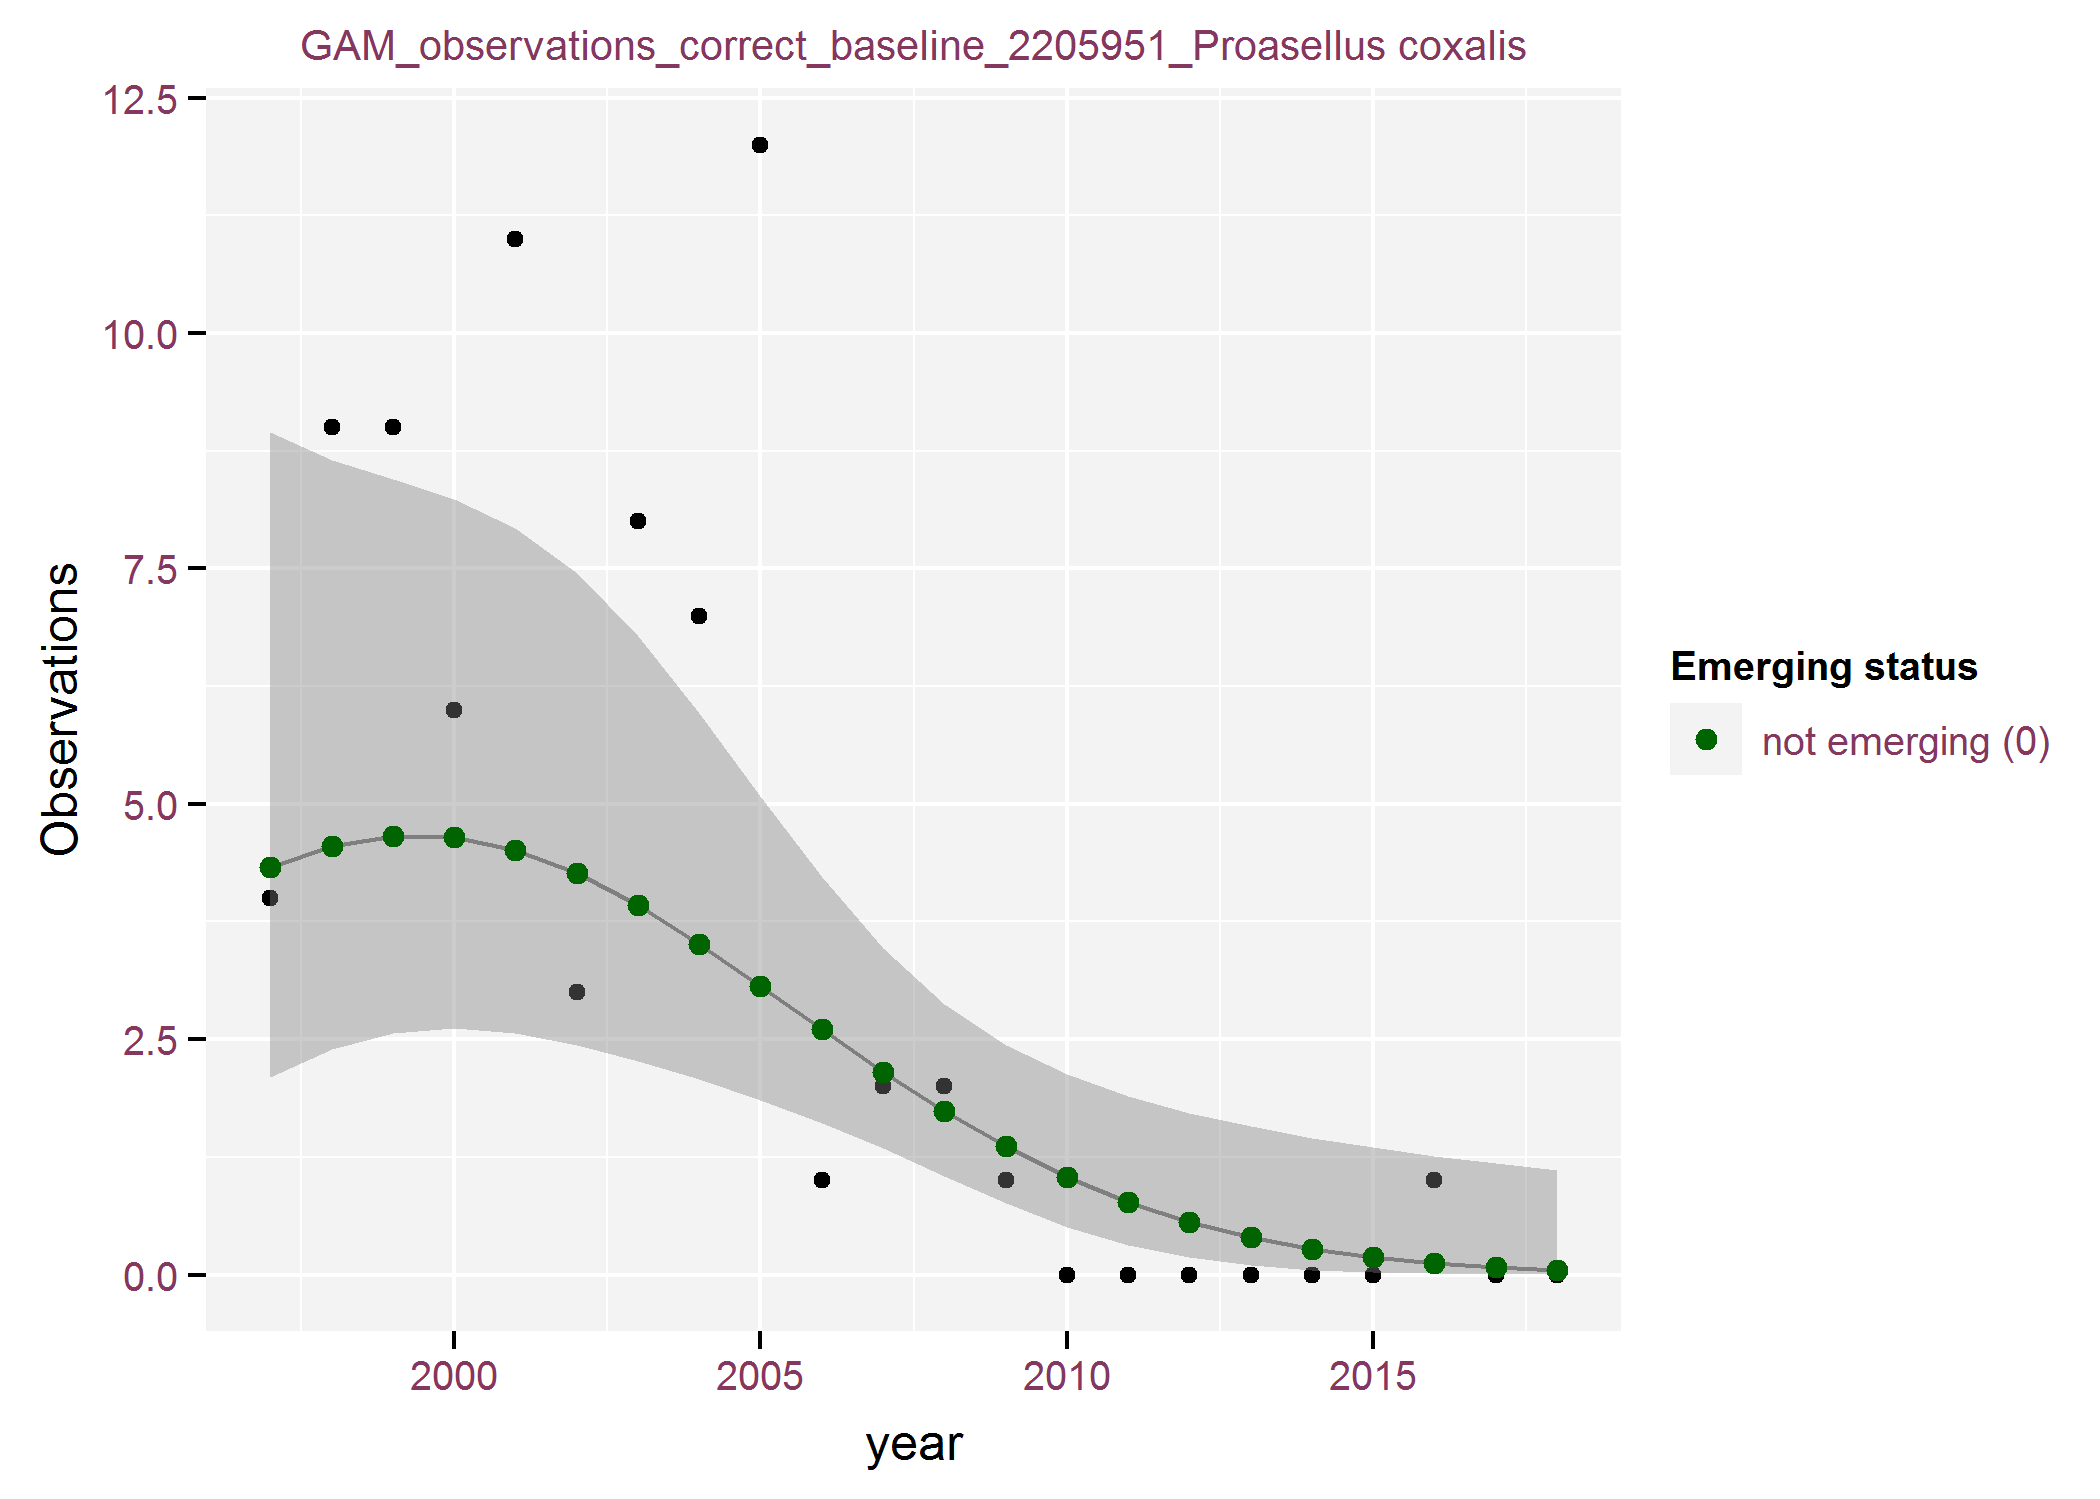 GAM_observations_correct_baseline_2205951_Proasellus coxalis
12.5
10.0
7.5
5.0
2.5
0.0
Observations
2000
2005
2010
2015
year
Emerging status
not emerging (0)